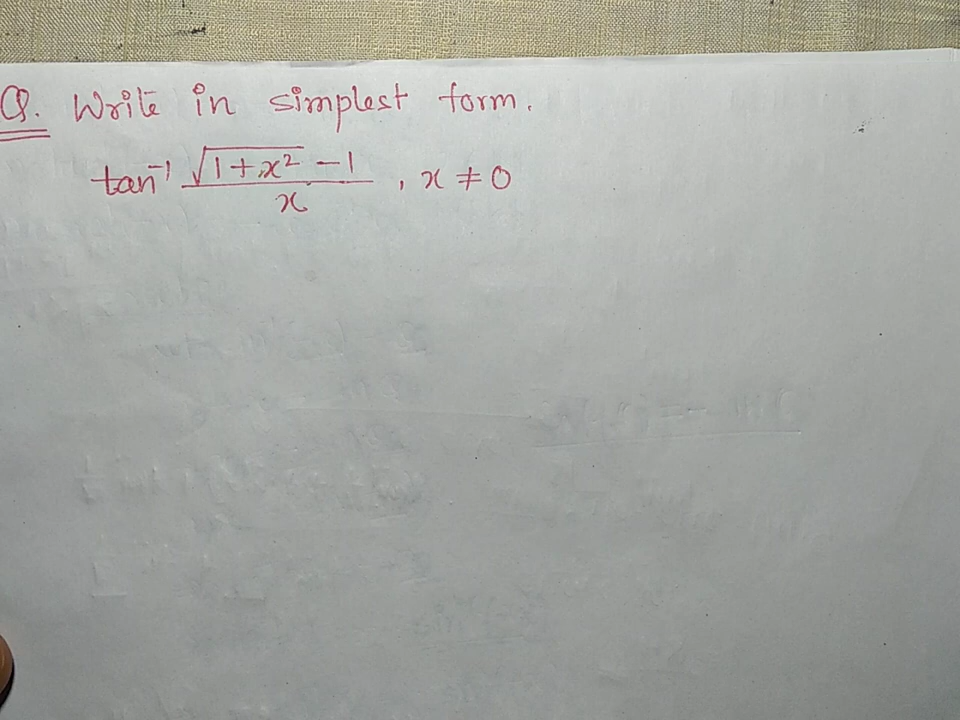 Q. Write in simplest form.
tan⁻¹ (√(1+x²) − 1)/x , x ≠ 0